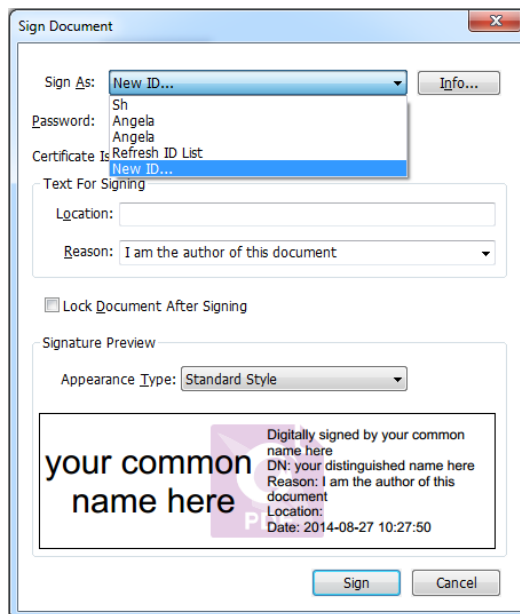 Sign Document
Sign As: New ID... Info...
Sh
Password: Angela
Angela
Certificate Is Refresh ID List
New ID...
Text For Signing
Location:
Reason: I am the author of this document
Lock Document After Signing
Signature Preview
Appearance Type: Standard Style
your common
name here
Digitally signed by your common
name here
DN: your distinguished name here
Reason: I am the author of this
document
Location:
Date: 2014-08-27 10:27:50
PDF
Sign Cancel